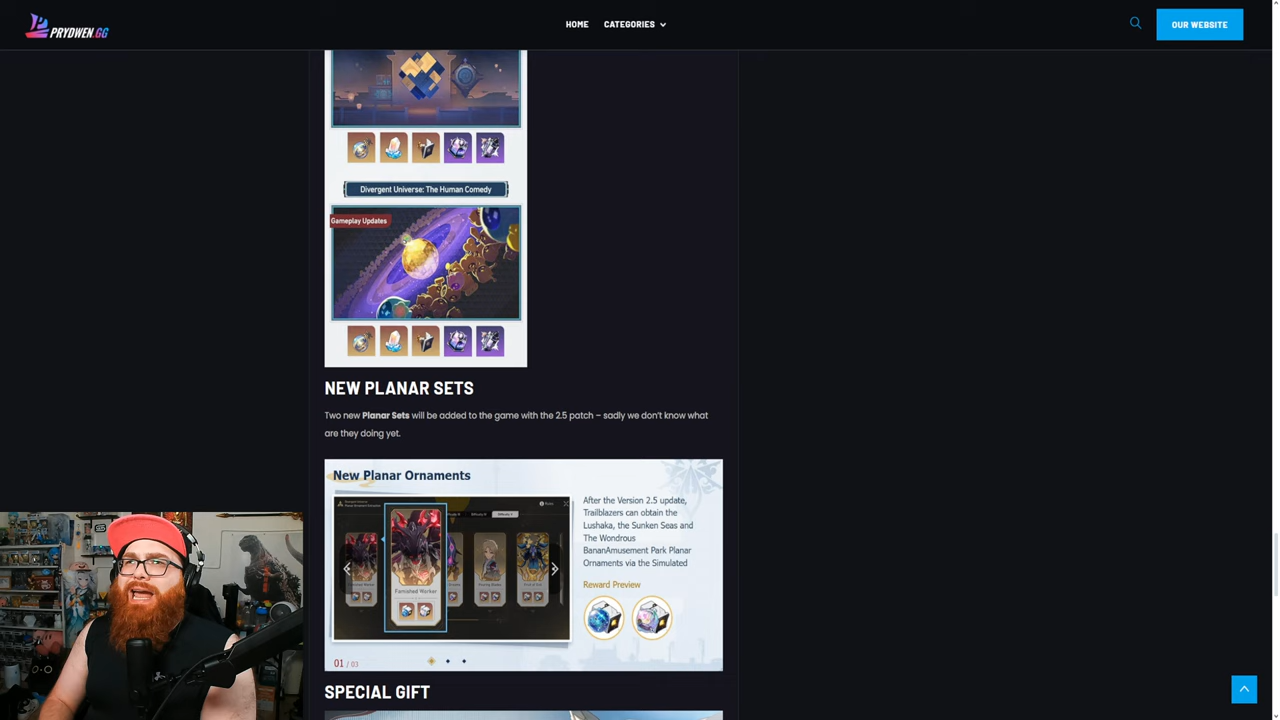 PRYDWEN.GG
HOME
CATEGORIES
OUR WEBSITE
Divergent Universe: The Human Comedy
Gameplay Updates
NEW PLANAR SETS
Two new Planar Sets will be added to the game with the 2.5 patch – sadly we don't know what
are they doing yet.
New Planar Ornaments
After the Version 2.5 update,
Trailblazers can obtain the
Lushaka, the Sunken Seas and
The Wondrous
BananAmusement Park Planar
Ornaments via the Simulated
Reward Preview
01 / 03
SPECIAL GIFT